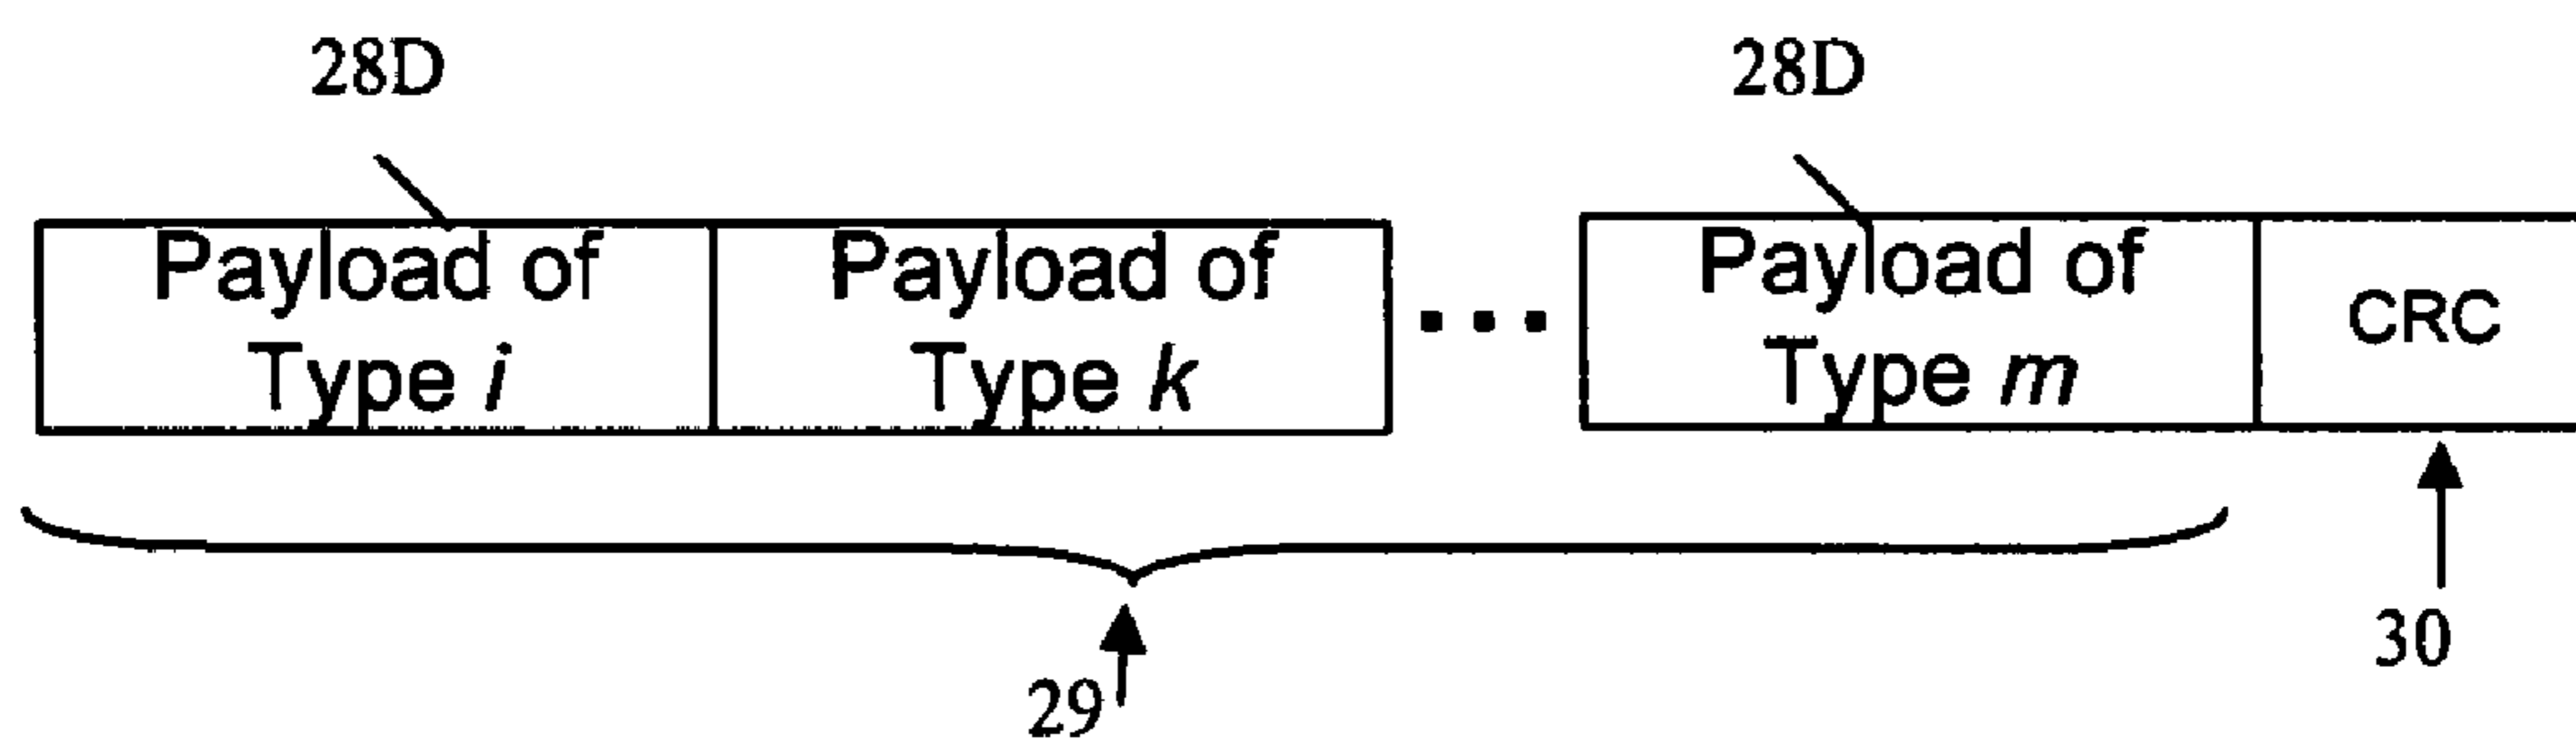 28D 28D
Payload of Payload of ... Payload of CRC
Type i Type k Type m
29 30